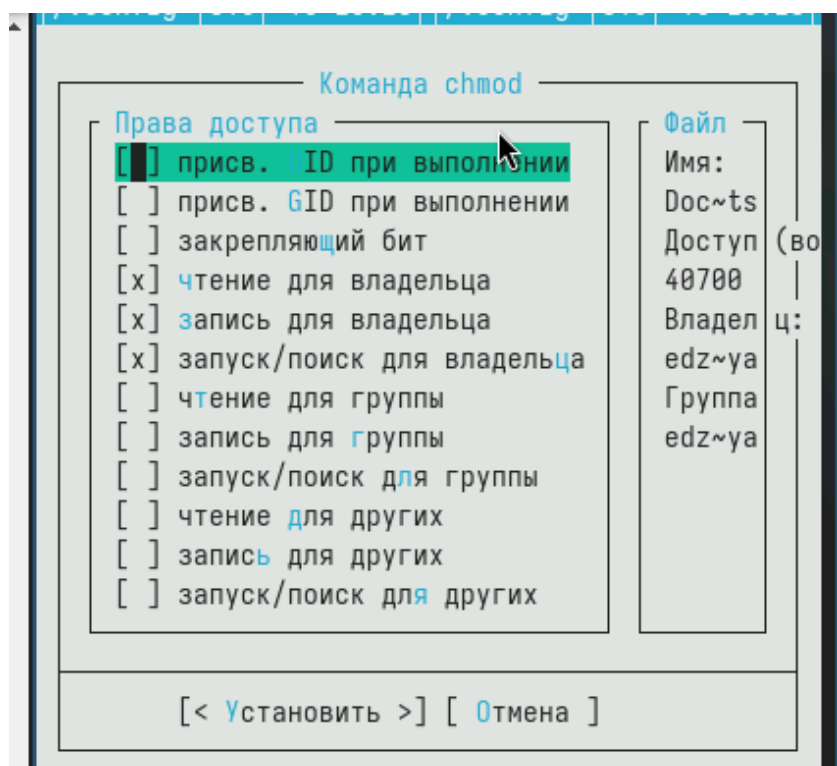 Команда chmod
Права доступа
[ ] присв. UID при выполнении
[ ] присв. GID при выполнении
[ ] закрепляющий бит
[x] чтение для владельца
[x] запись для владельца
[x] запуск/поиск для владельца
[ ] чтение для группы
[ ] запись для группы
[ ] запуск/поиск для группы
[ ] чтение для других
[ ] запись для других
[ ] запуск/поиск для других
Файл
Имя:
Doc~ts
Доступ (во
40700
Владел ц:
edz~ya
Группа
edz~ya
[< Установить >] [ Отмена ]